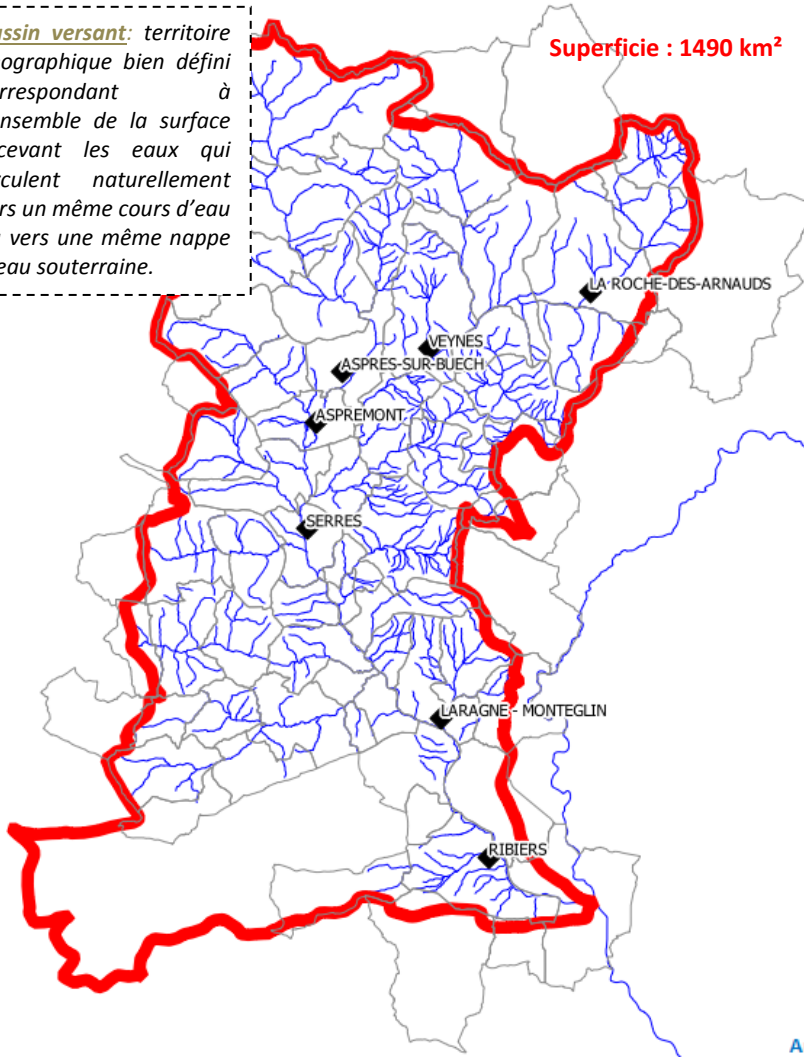 ssin versant: territoire
ographique bien défini
rrespondant à
nsemble de la surface
cevant les eaux qui
culent naturellement
rs un même cours d'eau
vers une même nappe
eau souterraine.
Superficie : 1490 km²
LA ROCHE-DES-ARNAUDS
VEYNES
ASPRES-SUR-BUECH
ASPREMONT
SERRES
LARAGNE - MONTEGLIN
RIBIERS
A